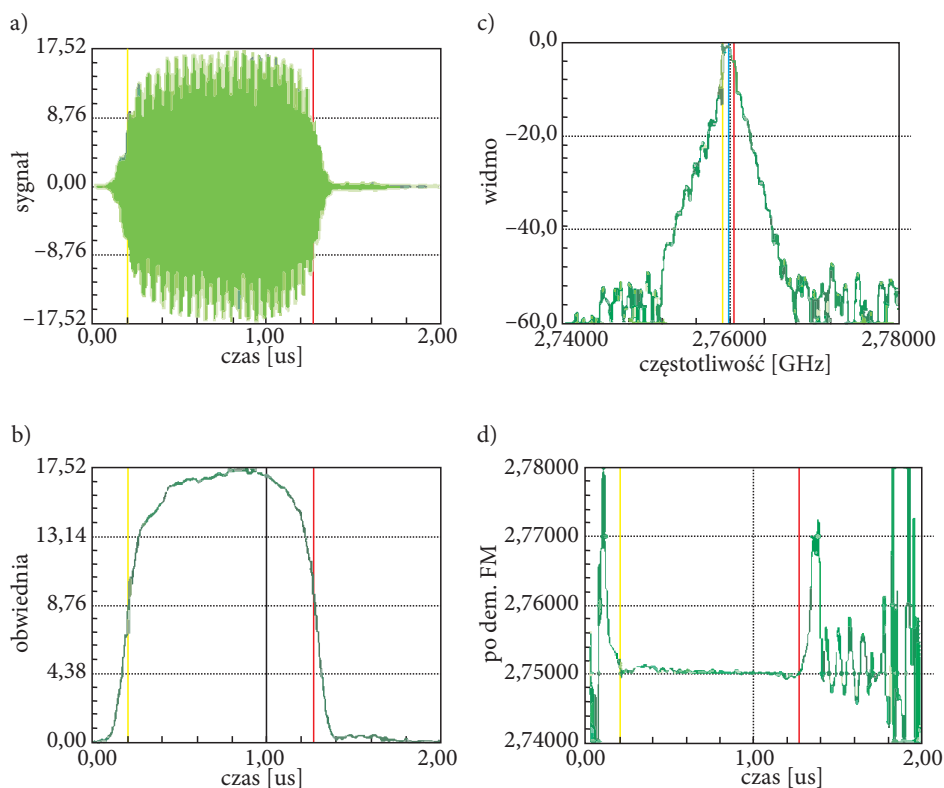 a)
17,52
8,76
0,00
–8,76
–17,52
sygnał
0,00
1,00
2,00
czas [us]
c)
0,0
–20,0
–40,0
–60,0
widmo
2,74000
2,76000
2,78000
częstotliwość [GHz]
b)
17,52
13,14
8,76
4,38
0,00
obwiednia
0,00
1,00
2,00
czas [us]
d)
2,78000
2,77000
2,76000
2,75000
2,74000
po dem. FM
0,00
1,00
2,00
czas [us]